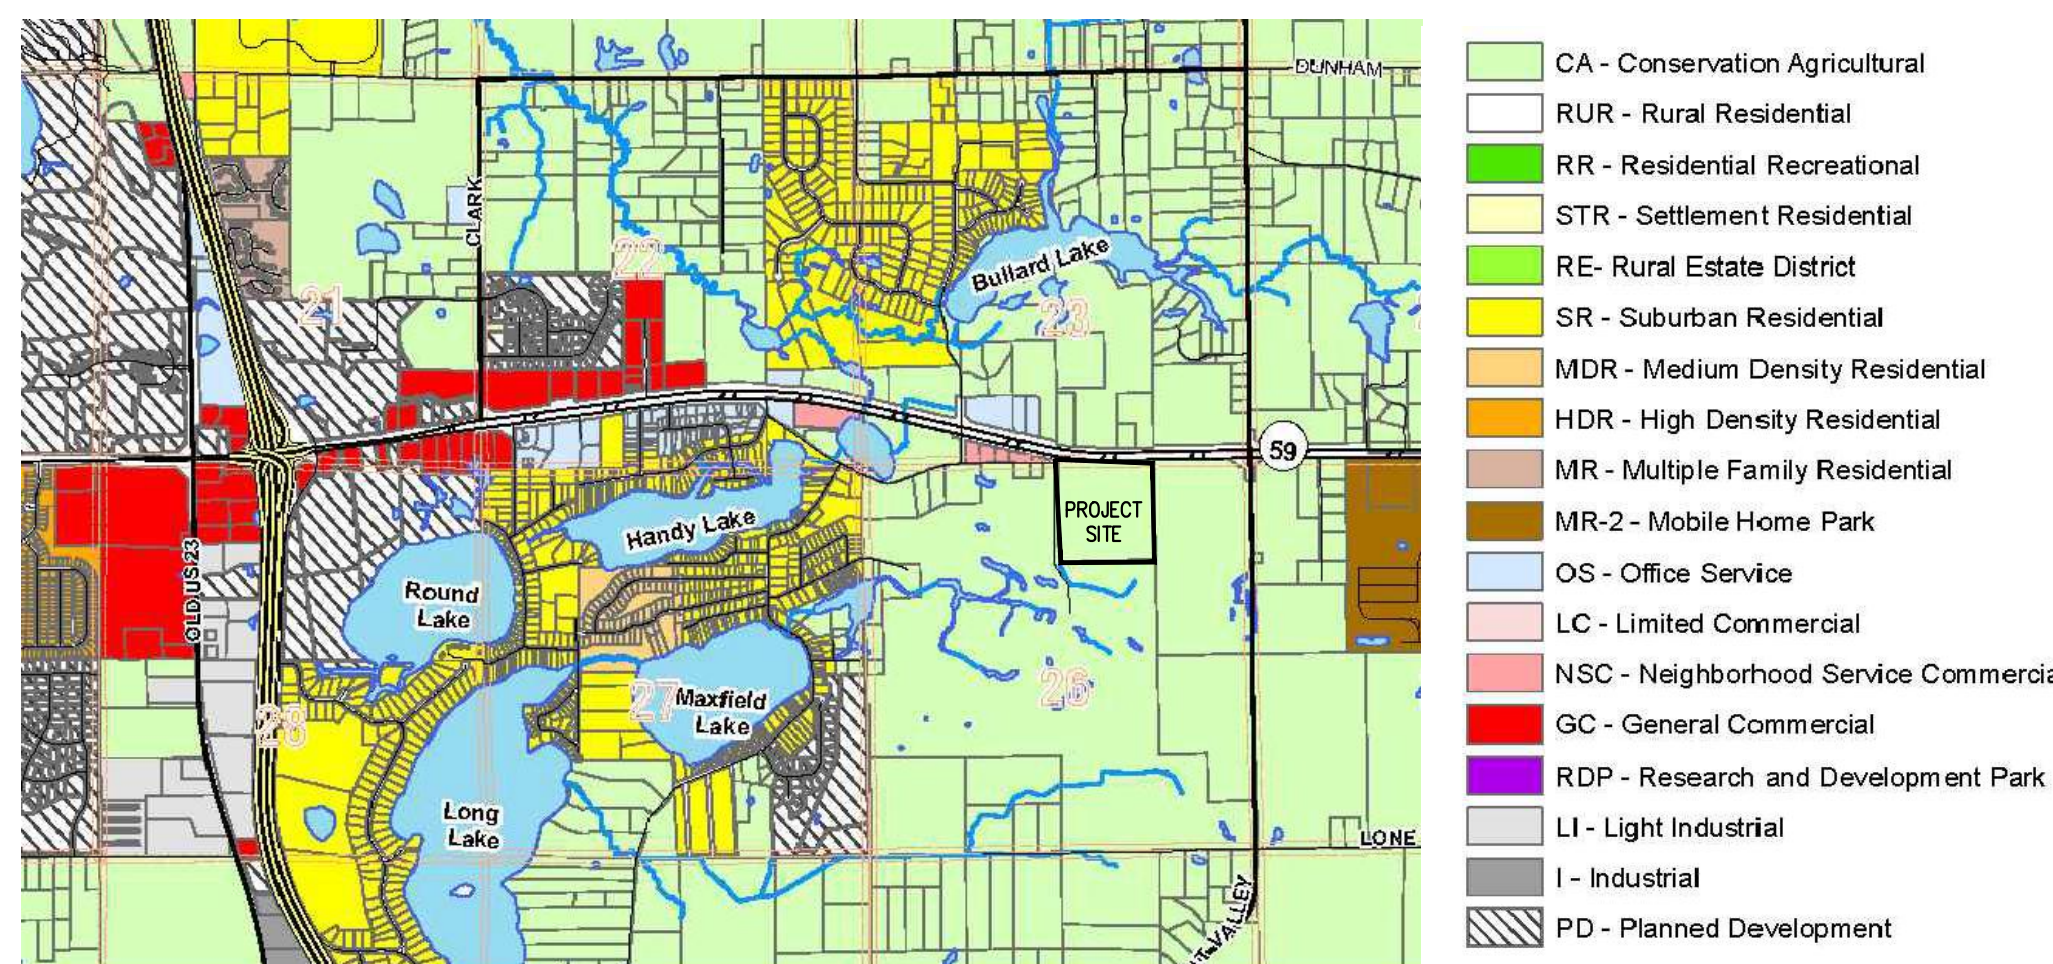 DUNHAM
CLARK
22
Bullard Lake
21
23
59
PROJECT
SITE
Handy Lake
OLD US 23
Round
Lake
26
27
Maxfield
Lake
28
Long
Lake
LONE
VALLEY
CA - Conservation Agricultural
RUR - Rural Residential
RR - Residential Recreational
STR - Settlement Residential
RE- Rural Estate District
SR - Suburban Residential
MDR - Medium Density Residential
HDR - High Density Residential
MR - Multiple Family Residential
MR-2 - Mobile Home Park
OS - Office Service
LC - Limited Commercial
NSC - Neighborhood Service Commercia
GC - General Commercial
RDP - Research and Development Park
LI - Light Industrial
I - Industrial
PD - Planned Development